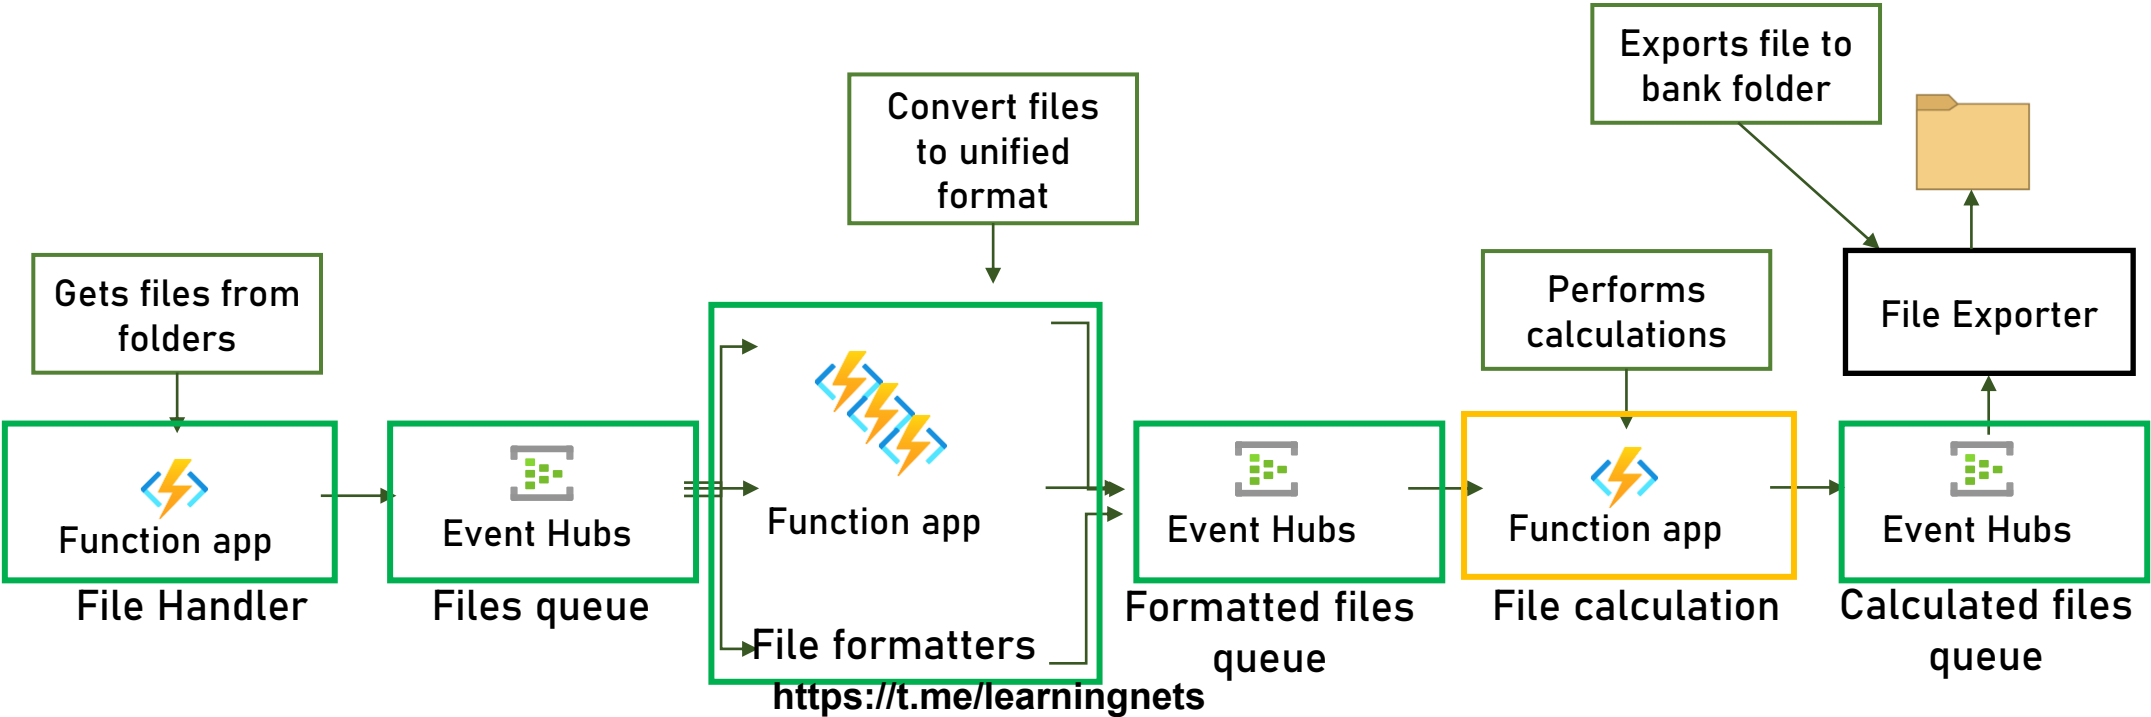 Exports file to
bank folder
Convert files
to unified
format
Gets files from
folders
Performs
calculations
File Exporter
Function app
File Handler
Event Hubs
Files queue
Function app
File formatters
Event Hubs
Formatted files
queue
Function app
File calculation
Event Hubs
Calculated files
queue
https://t.me/learningnets